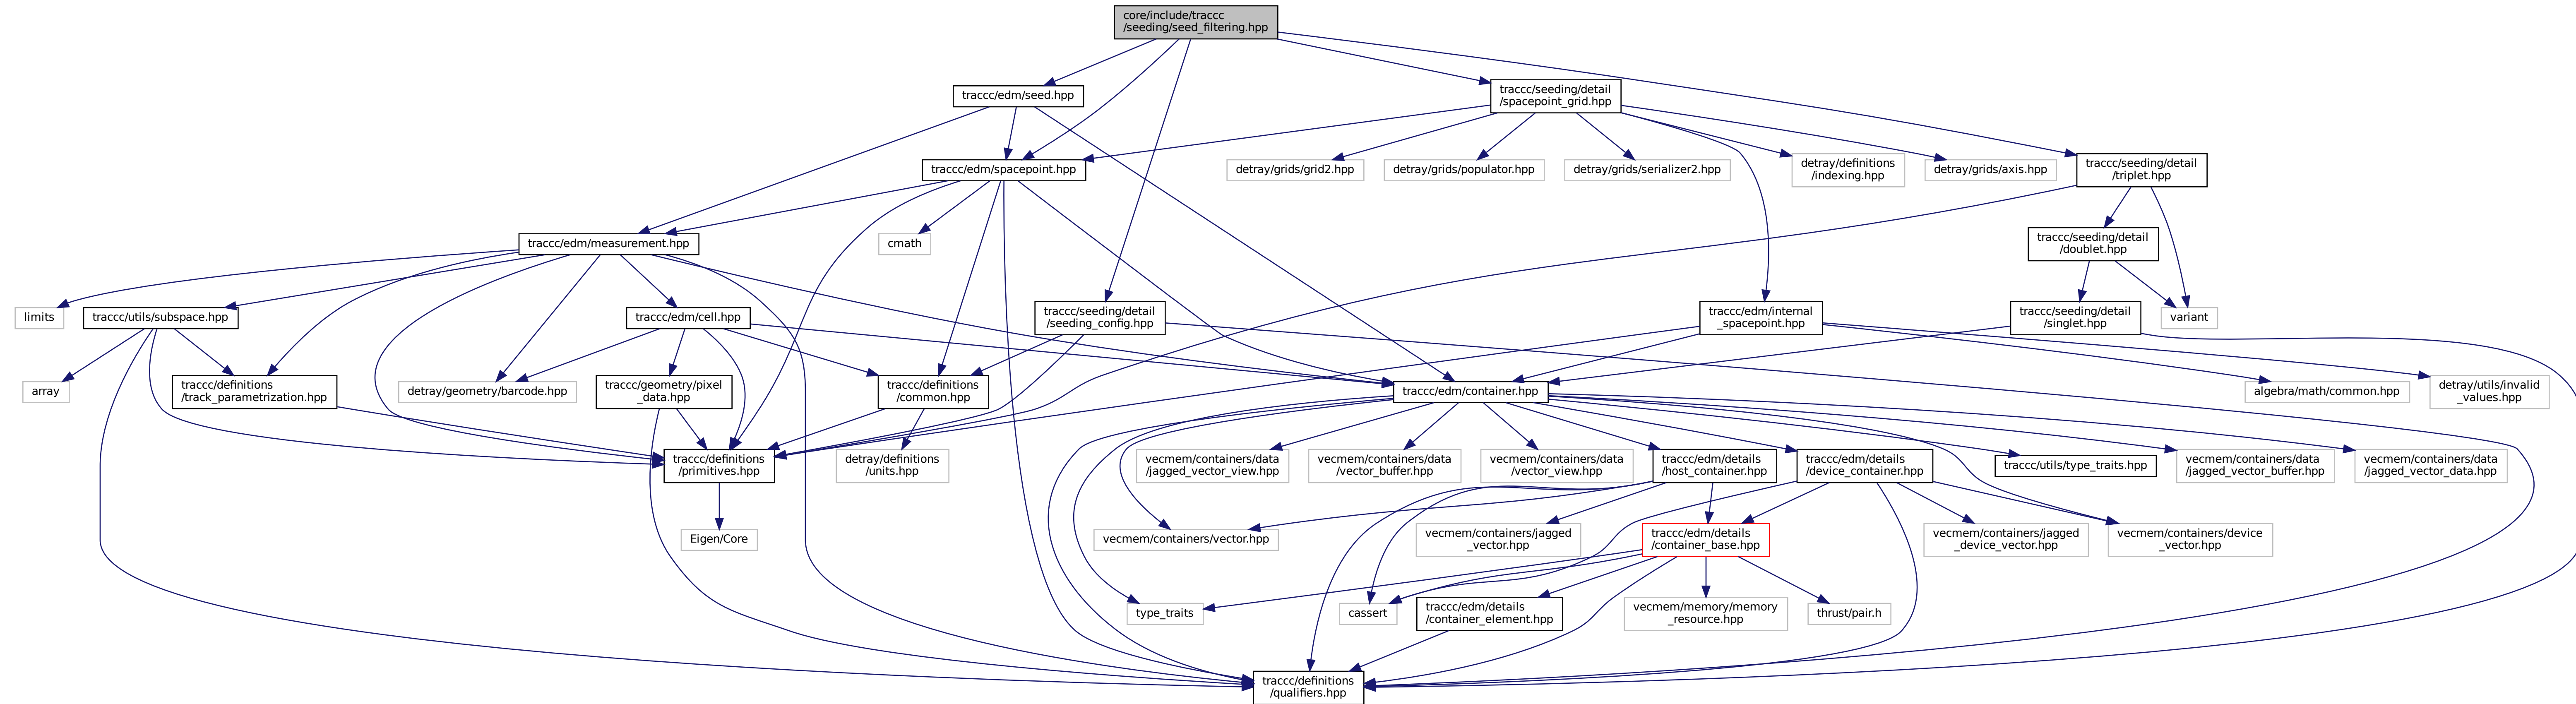 core/include/traccc
/seeding/seed_filtering.hpp
traccc/edm/seed.hpp
traccc/seeding/detail
/spacepoint_grid.hpp
traccc/edm/spacepoint.hpp
detray/grids/grid2.hpp
detray/grids/populator.hpp
detray/grids/serializer2.hpp
detray/definitions
/indexing.hpp
detray/grids/axis.hpp
traccc/seeding/detail
/triplet.hpp
traccc/edm/measurement.hpp
cmath
traccc/seeding/detail
/doublet.hpp
limits
traccc/utils/subspace.hpp
traccc/edm/cell.hpp
traccc/seeding/detail
/seeding_config.hpp
traccc/edm/internal
_spacepoint.hpp
traccc/seeding/detail
/singlet.hpp
variant
array
traccc/definitions
/track_parametrization.hpp
detray/geometry/barcode.hpp
traccc/geometry/pixel
_data.hpp
traccc/definitions
/common.hpp
traccc/edm/container.hpp
algebra/math/common.hpp
detray/utils/invalid
_values.hpp
traccc/definitions
/primitives.hpp
detray/definitions
/units.hpp
vecmem/containers/data
/jagged_vector_view.hpp
vecmem/containers/data
/vector_buffer.hpp
vecmem/containers/data
/vector_view.hpp
traccc/edm/details
/host_container.hpp
traccc/edm/details
/device_container.hpp
traccc/utils/type_traits.hpp
vecmem/containers/data
/jagged_vector_buffer.hpp
vecmem/containers/data
/jagged_vector_data.hpp
Eigen/Core
vecmem/containers/vector.hpp
vecmem/containers/jagged
_vector.hpp
traccc/edm/details
/container_base.hpp
vecmem/containers/jagged
_device_vector.hpp
vecmem/containers/device
_vector.hpp
type_traits
cassert
traccc/edm/details
/container_element.hpp
vecmem/memory/memory
_resource.hpp
thrust/pair.h
traccc/definitions
/qualifiers.hpp